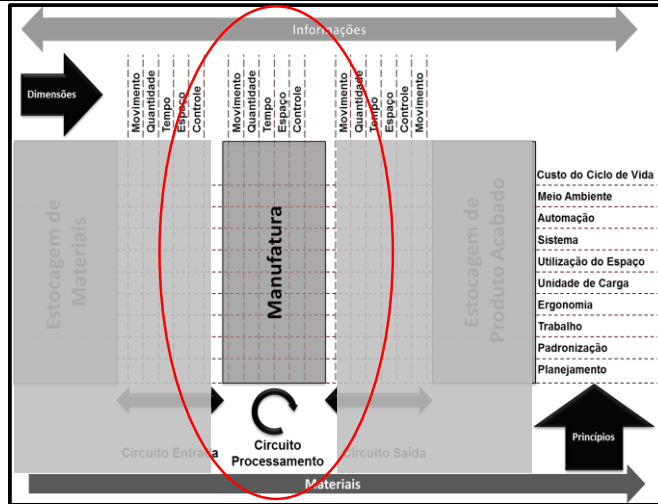 Informações
Dimensões
Movimento
Quantidade
Tempo
Espaço
Controle
Movimento
Quantidade
Tempo
Espaço
Controle
Movimento
Quantidade
Tempo
Espaço
Controle
Movimento
Estocagem de
Materiais
Manufatura
Estocagem de
Produto Acabado
Custo do Ciclo de Vida
Meio Ambiente
Automação
Sistema
Utilização do Espaço
Unidade de Carga
Ergonomia
Trabalho
Padronização
Planejamento
Circuito Entrada
Circuito
Processamento
Circuito Saída
Princípios
Materiais